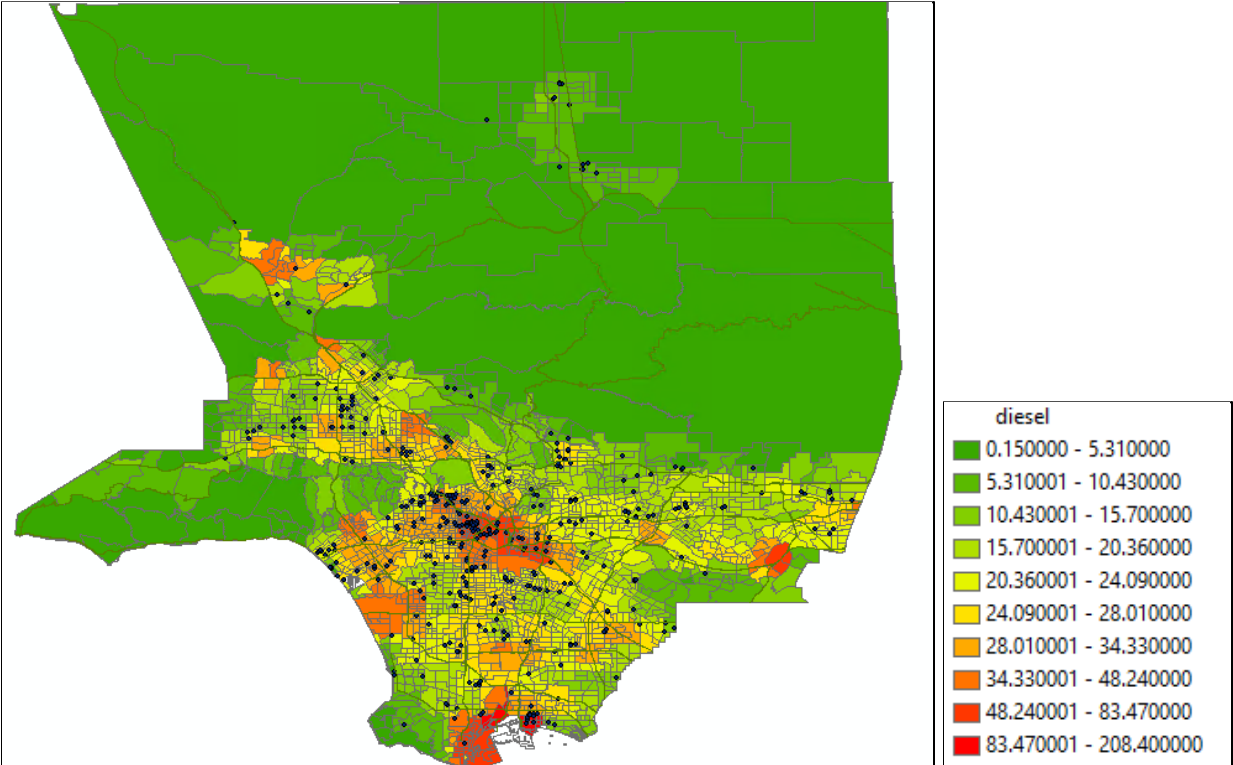 diesel
0.150000 - 5.310000
5.310001 - 10.430000
10.430001 - 15.700000
15.700001 - 20.360000
20.360001 - 24.090000
24.090001 - 28.010000
28.010001 - 34.330000
34.330001 - 48.240000
48.240001 - 83.470000
83.470001 - 208.400000